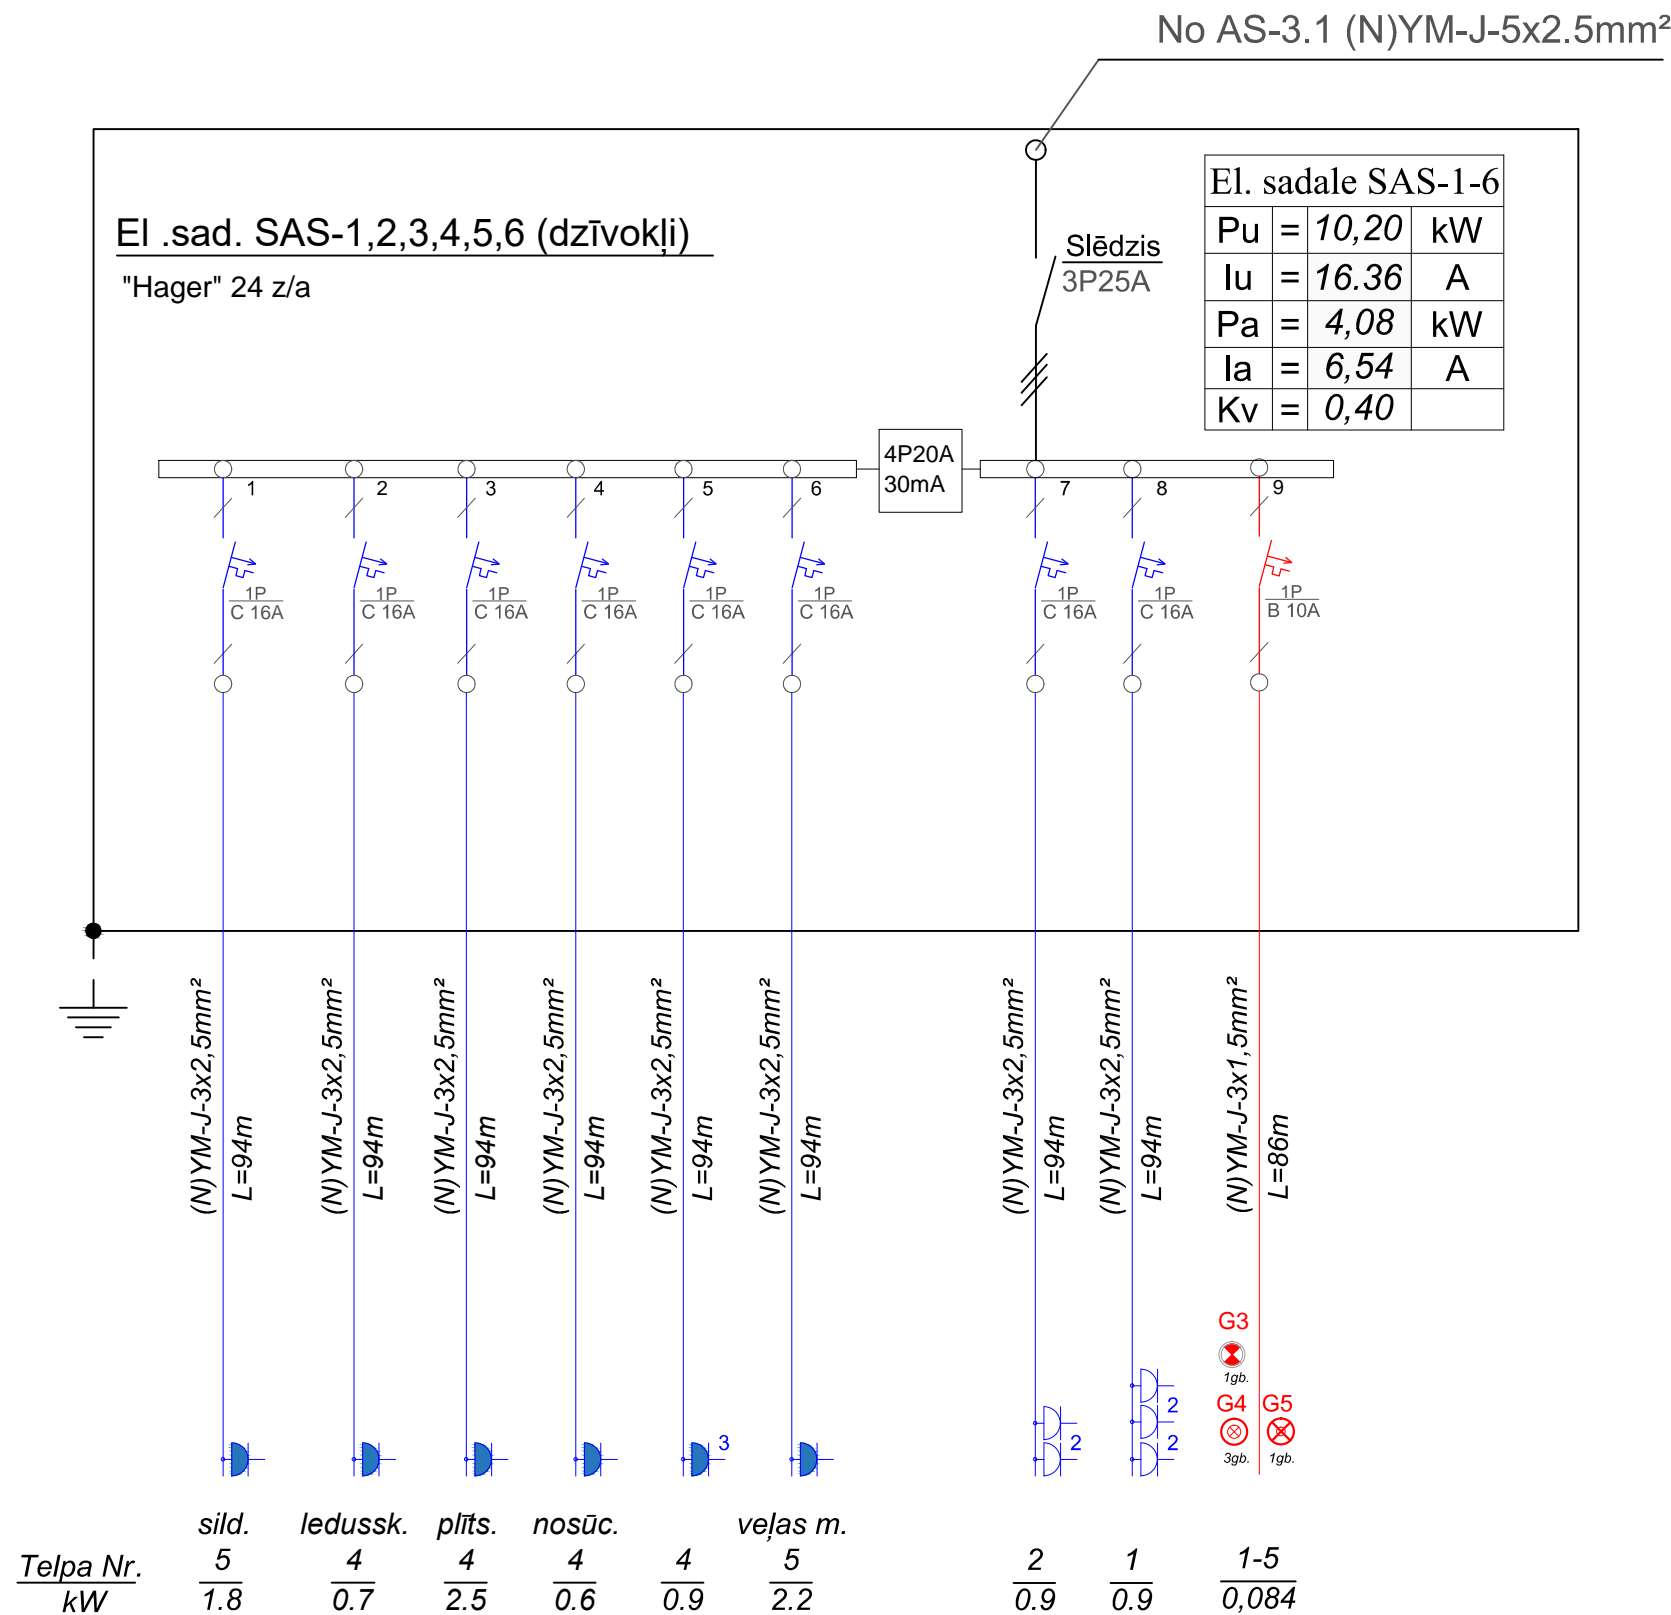 No AS-3.1 (N)YM-J-5x2.5mm²
El .sad. SAS-1,2,3,4,5,6 (dzīvokļi)
"Hager" 24 z/a
Slēdzis
3P25A
El. sadale SAS-1-6
Pu = 10,20 kW
Iu = 16.36 A
Pa = 4,08 kW
Ia = 6,54 A
Kv = 0,40
4P20A
30mA
1 2 3 4 5 6 7 8 9
1P 1P 1P 1P 1P 1P 1P 1P 1P
C 16A C 16A C 16A C 16A C 16A C 16A C 16A C 16A B 10A
(N)YM-J-3x2,5mm²
L=94m
(N)YM-J-3x2,5mm²
L=94m
(N)YM-J-3x2,5mm²
L=94m
(N)YM-J-3x2,5mm²
L=94m
(N)YM-J-3x2,5mm²
L=94m
(N)YM-J-3x2,5mm²
L=94m
(N)YM-J-3x2,5mm²
L=94m
(N)YM-J-3x2,5mm²
L=94m
(N)YM-J-3x1,5mm²
L=86m
G3
1gb.
G4 G5
3gb. 1gb.
3
2
2
2
sild. ledussk. plīts. nosūc. veļas m.
Telpa Nr. 5 4 4 4 4 5 2 1 1-5
kW 1.8 0.7 2.5 0.6 0.9 2.2 0.9 0.9 0,084